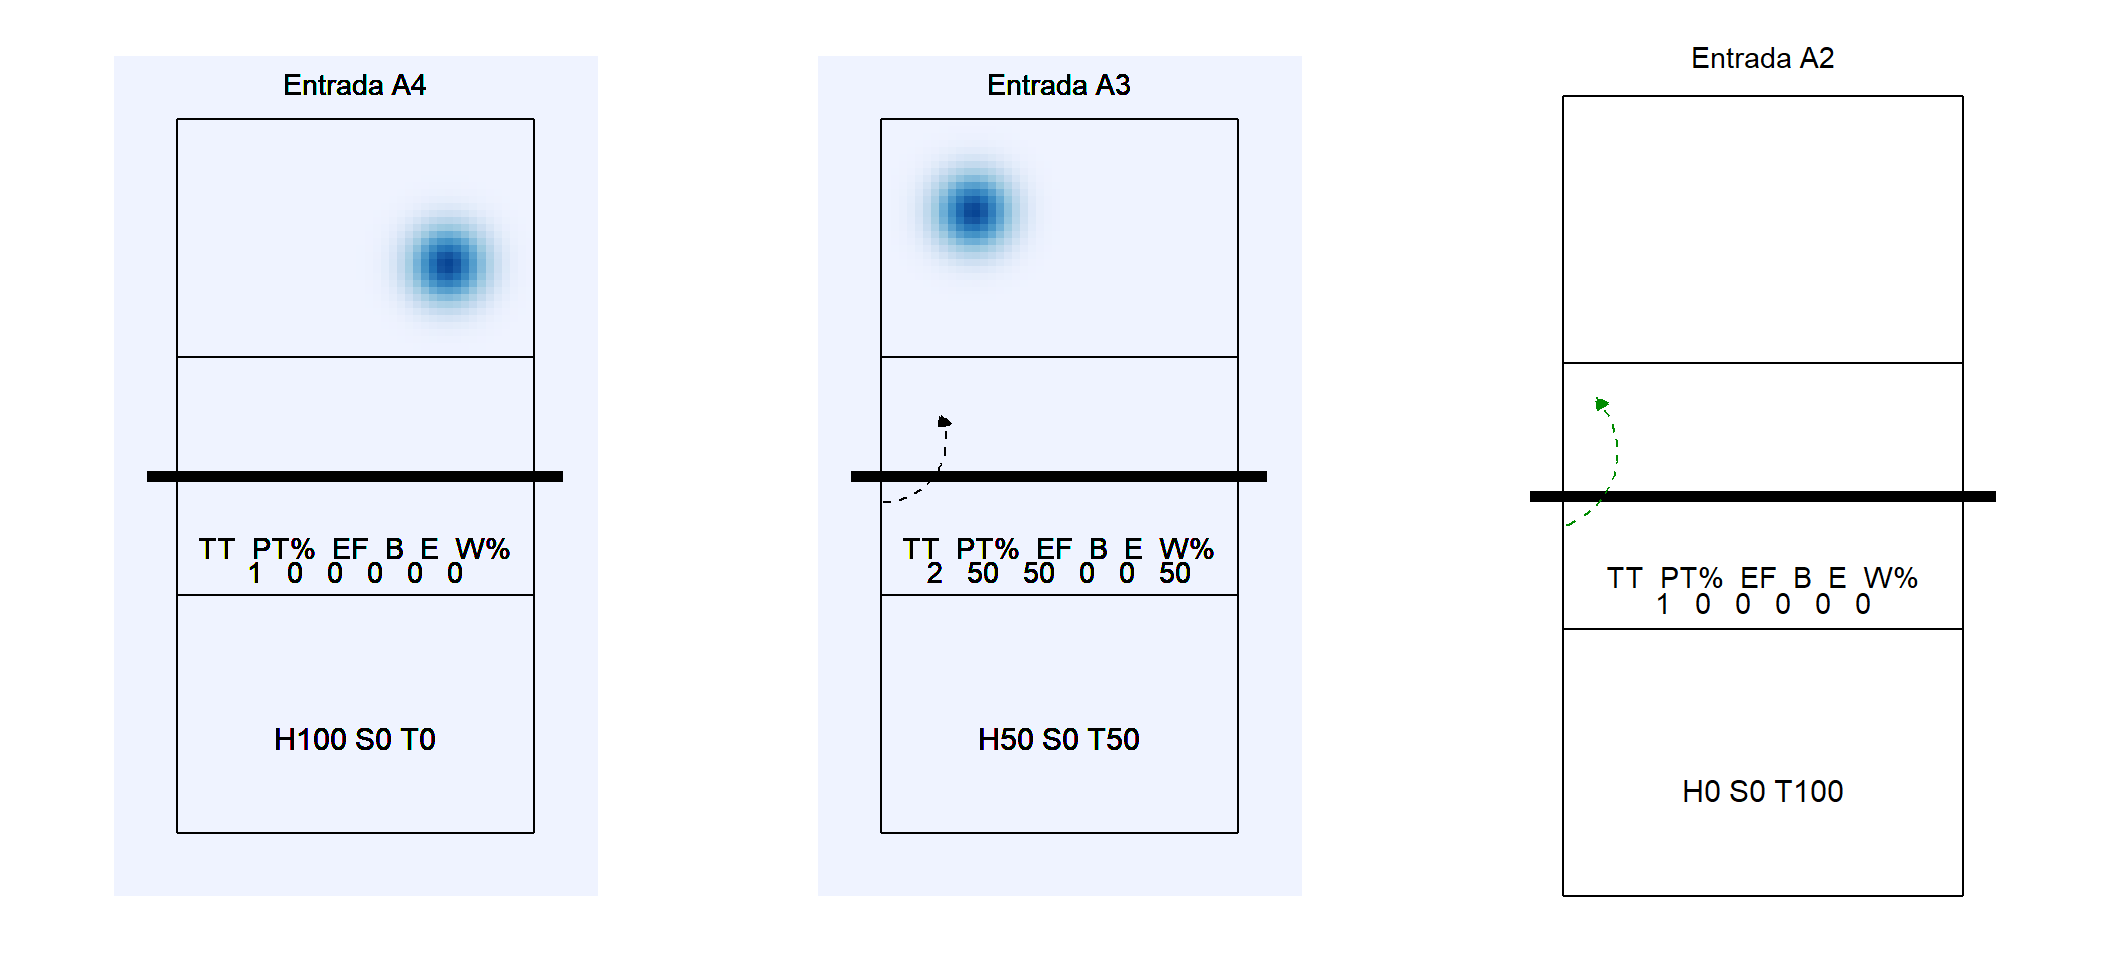 Entrada A4
TT PT% EF B E W%
1 0 0 0 0 0
H100 S0 T0
Entrada A3
TT PT% EF B E W%
2 50 50 0 0 50
H50 S0 T50
Entrada A2
TT PT% EF B E W%
1 0 0 0 0 0
H0 S0 T100